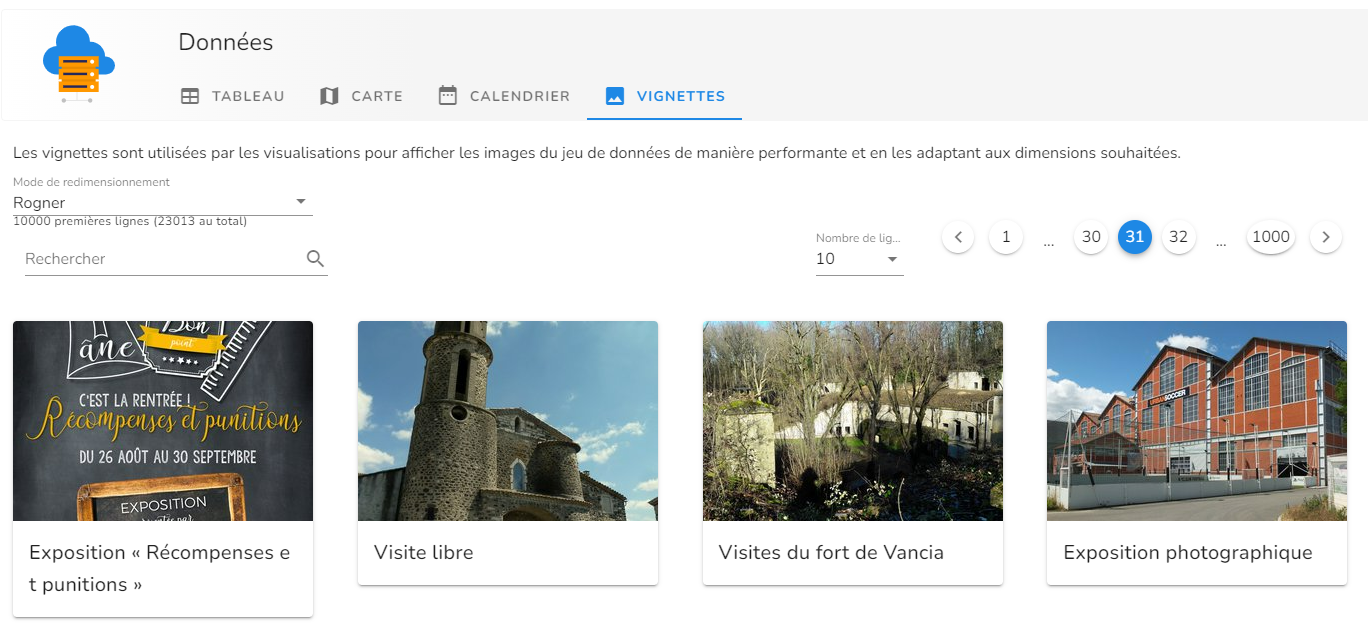 Données
TABLEAU
CARTE
CALENDRIER
VIGNETTES
Les vignettes sont utilisées par les visualisations pour afficher les images du jeu de données de manière performante et en les adaptant aux dimensions souhaitées.
Mode de redimensionnement
Rogner
10000 premières lignes (23013 au total)
Rechercher
Nombre de lig...
10
1 ... 30 31 32 ... 1000
Bon
point
âne
C'EST LA RENTRÉE !
Récompenses et punitions
DU 26 AOÛT AU 30 SEPTEMBRE
EXPOSITION
SOCCER
Exposition « Récompenses e
t punitions »
Visite libre
Visites du fort de Vancia
Exposition photographique